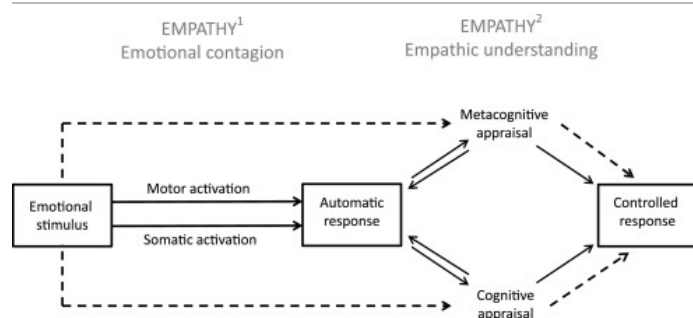 EMPATHY¹ EMPATHY²
Emotional contagion Empathic understanding
Metacognitive
appraisal
Motor activation
Emotional
stimulus
Automatic
response
Controlled
response
Somatic activation
Cognitive
appraisal